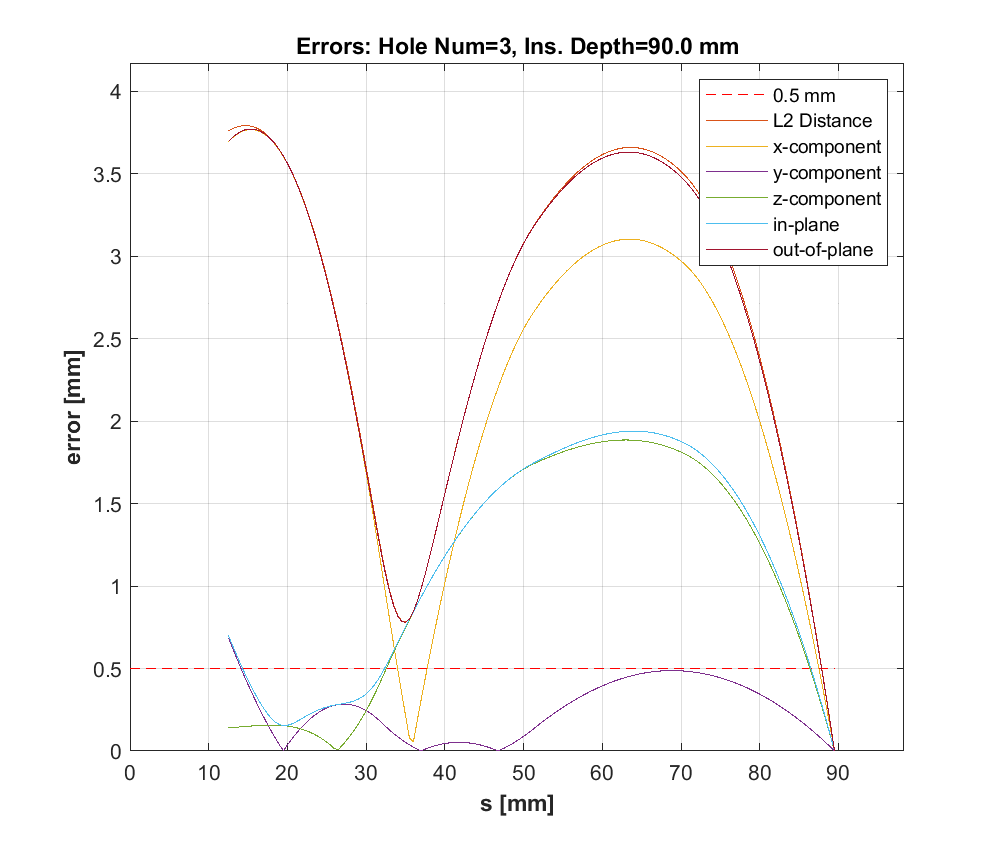 Errors: Hole Num=3, Ins. Depth=90.0 mm
0.5 mm
L2 Distance
x-component
y-component
z-component
in-plane
out-of-plane
4
3.5
3
2.5
2
1.5
1
0.5
0
error [mm]
0 10 20 30 40 50 60 70 80 90
s [mm]